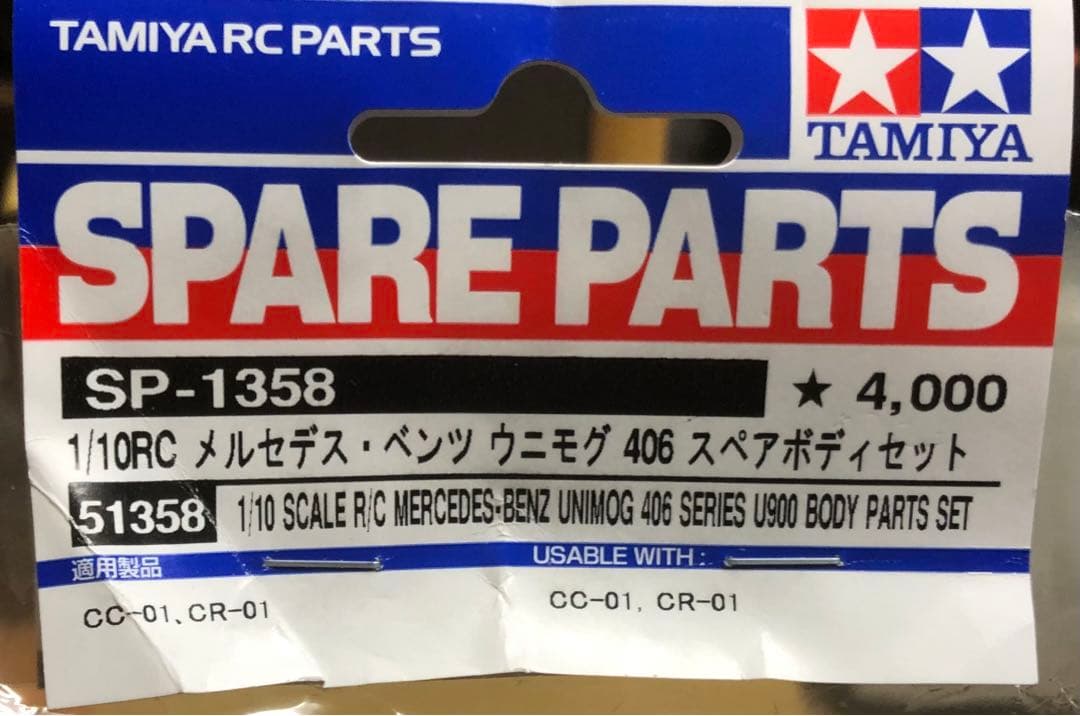 TAMIYA RC PARTS
TAMIYA
SPARE PARTS
SP-1358
★ 4,000
1/10RC メルセデス・ベンツ ウニモグ 406 スペアボディセット
51358 1/10 SCALE R/C MERCEDES-BENZ UNIMOG 406 SERIES U900 BODY PARTS SET
適用製品
USABLE WITH:
CC-01、CR-01
CC-01, CR-01